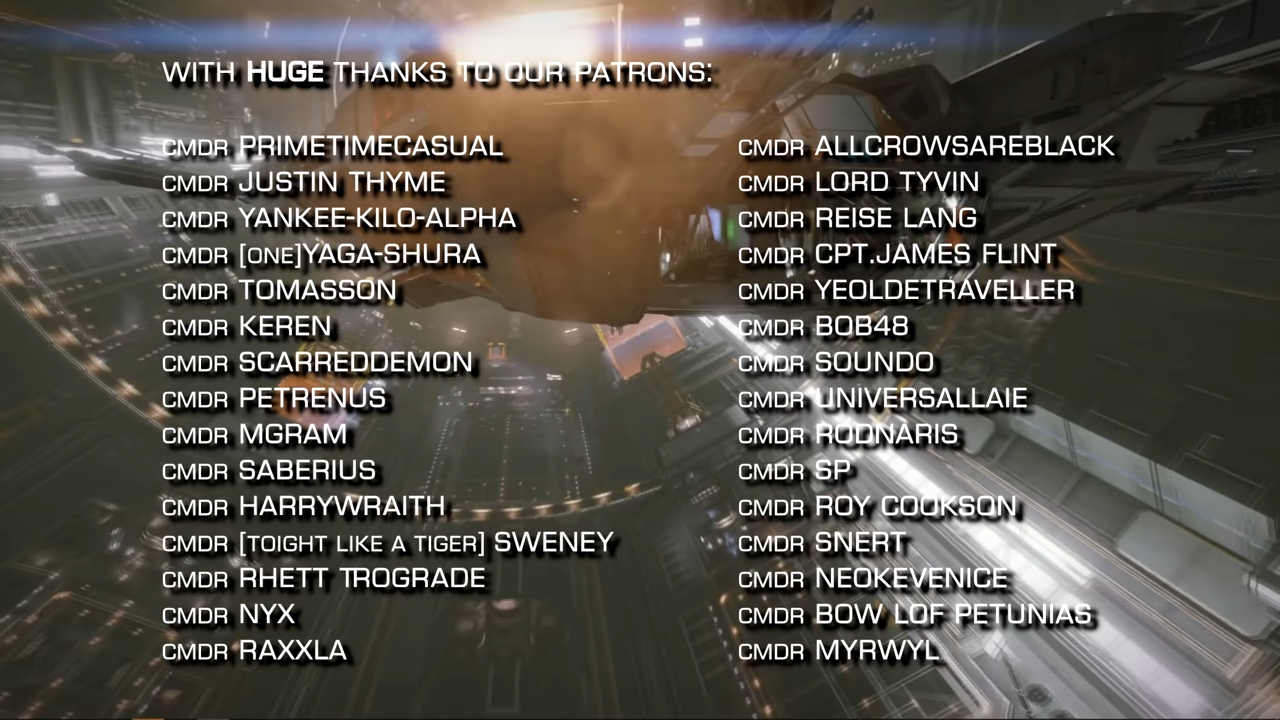 WITH HUGE THANKS TO OUR PATRONS:
CMDR PRIMETIMECASUAL
CMDR JUSTIN THYME
CMDR YANKEE-KILO-ALPHA
CMDR [ONE]YAGA-SHURA
CMDR TOMASSON
CMDR KEREN
CMDR SCARREDDEMON
CMDR PETRENUS
CMDR MGRAM
CMDR SABERIUS
CMDR HARRYWRAITH
CMDR [TOIGHT LIKE A TIGER] SWENEY
CMDR RHETT TROGRADE
CMDR NYX
CMDR RAXXLA
CMDR ALLCROWSAREBLACK
CMDR LORD TYVIN
CMDR REISE LANG
CMDR CPT.JAMES FLINT
CMDR YEOLDETRAVELLER
CMDR BOB48
CMDR SOUNDO
CMDR UNIVERSALLAIE
CMDR RODNÀRIS
CMDR SP
CMDR ROY COOKSON
CMDR SNERT
CMDR NEOKEVENICE
CMDR BOW LOF PETUNIAS
CMDR MYRWYL